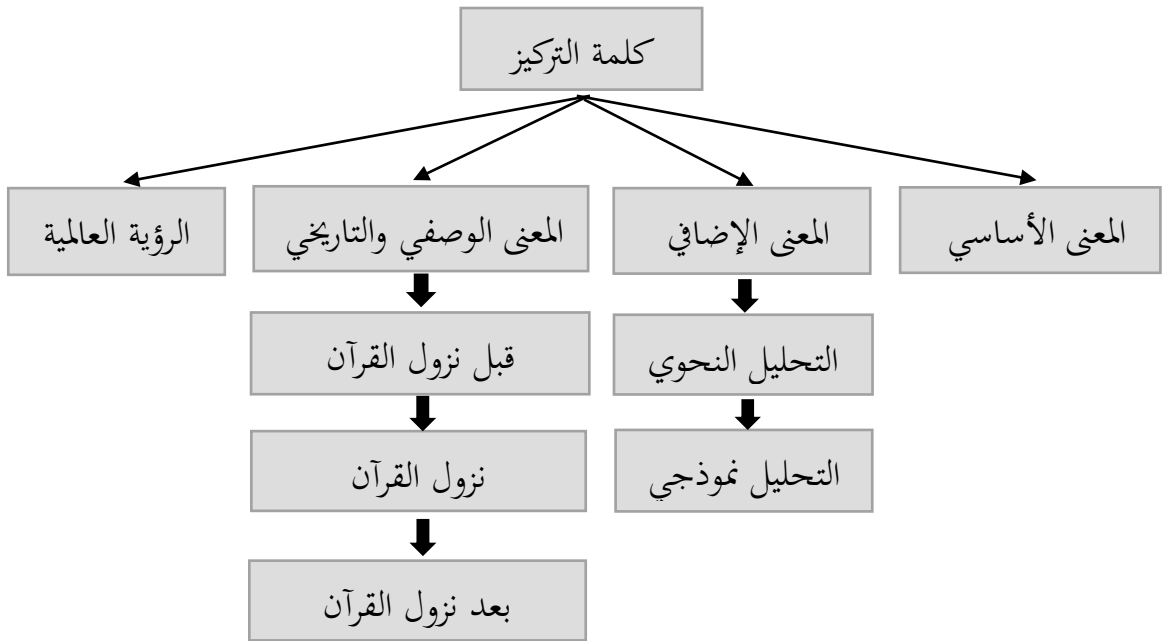 كلمة التركيز
المعنى الأساسي
المعنى الإضافي
المعنى الوصفي والتاريخي
الرؤية العالمية
التحليل النحوي
قبل نزول القرآن
التحليل نموذجي
نزول القرآن
بعد نزول القرآن